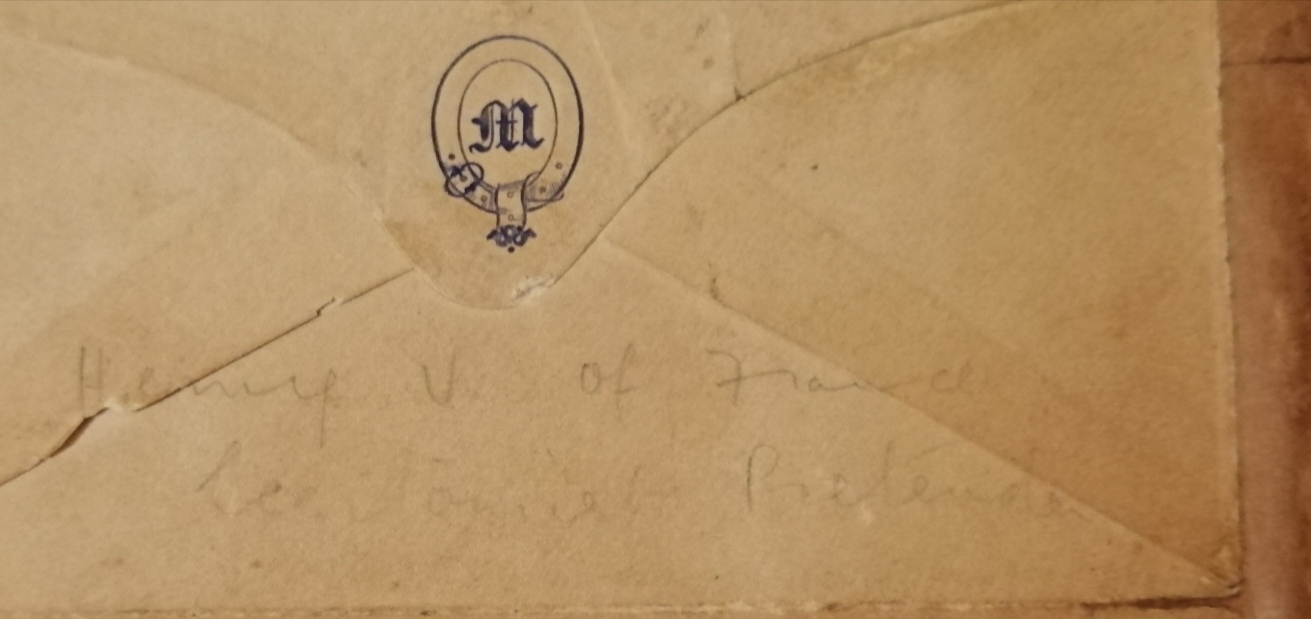 M
Henry V. of France
Pretender